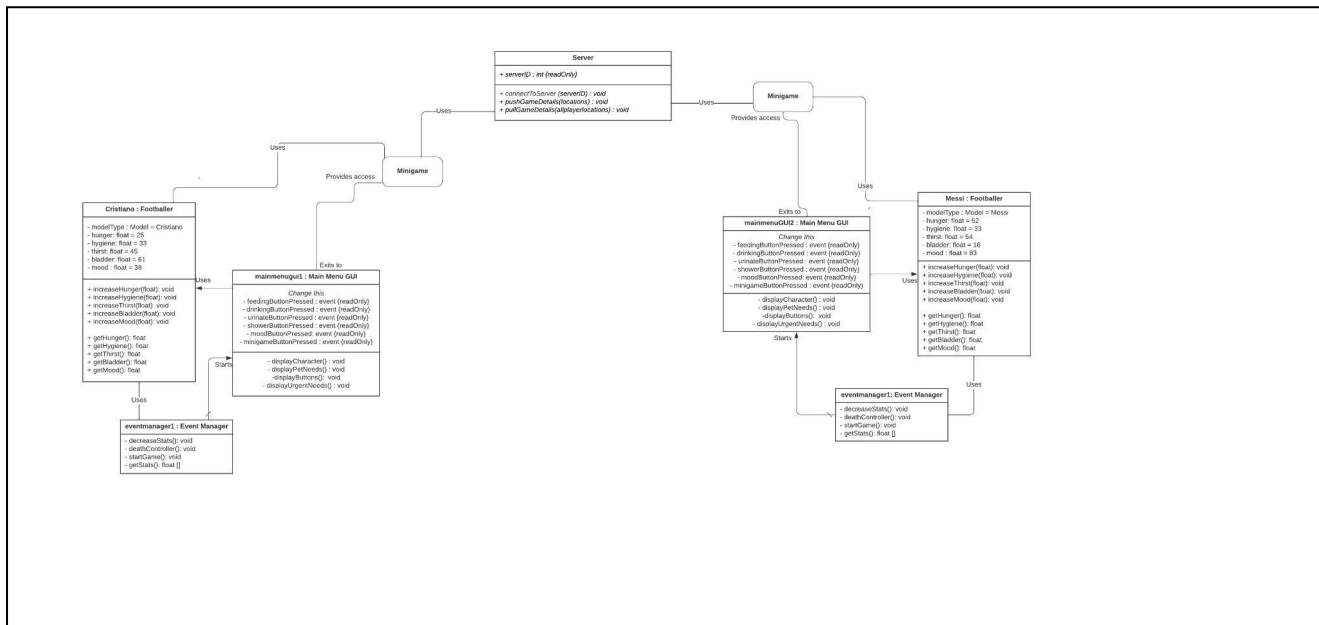 Server
+ serverID : int {readOnly}
+ connectToServer (serverID) : void
+ pushGameDetails(locations) : void
+ pullGameDetails(allplayerlocations) : void
Uses
Minigame
Provides access
Uses
Uses
Minigame
Provides access
Uses
Cristiano : Footballer
- modelType : Model = Cristiano
- hunger: float = 25
- hygiene: float = 33
- thirst: float = 45
- bladder: float = 61
- mood : float = 38
+ increaseHunger(float): void
+ increaseHygiene(float): void
+ increaseThirst(float): void
+ increaseBladder(float): void
+ increaseMood(float): void
+ getHunger(): float
+ getHygiene(): float
+ getThirst(): float
+ getBladder(): float
+ getMood(): float
Uses
Exits to
mainmenugui1 : Main Menu GUI
Change this
- feedingButtonPressed : event {readOnly}
- drinkingButtonPressed : event {readOnly}
- urinateButtonPressed : event {readOnly}
- showerButtonPressed : event {readOnly}
- moodButtonPressed: event {readOnly}
- minigameButtonPressed : event {readOnly}
- displayCharacter() : void
- displayPetNeeds() : void
-displayButtons(): void
- displayUrgentNeeds() : void
Starts
Uses
eventmanager1 : Event Manager
- decreaseStats(): void
- deathController(): void
- startGame(): void
- getStats(): float []
Exits to
mainmenuGUI2 : Main Menu GUI
Change this
- feedingButtonPressed : event {readOnly}
- drinkingButtonPressed : event {readOnly}
- urinateButtonPressed : event {readOnly}
- showerButtonPressed : event {readOnly}
- moodButtonPressed : event {readOnly}
- minigameButtonPressed : event {readOnly}
- displayCharacter() : void
- displayPetNeeds() : void
-displayButtons(): void
- displayUrgentNeeds() : void
Starts
Uses
Messi : Footballer
- modelType : Model = Messi
- hunger: float = 52
- hygiene: float = 33
- thirst: float = 54
- bladder: float = 16
- mood : float = 83
+ increaseHunger(float): void
+ increaseHygiene(float): void
+ increaseThirst(float): void
+ increaseBladder(float): void
+ increaseMood(float): void
+ getHunger(): float
+ getHygiene(): float
+ getThirst(): float
+ getBladder(): float
+ getMood(): float
Uses
eventmanager1: Event Manager
- decreaseStats(): void
- deathController(): void
- startGame(): void
- getStats(): float []